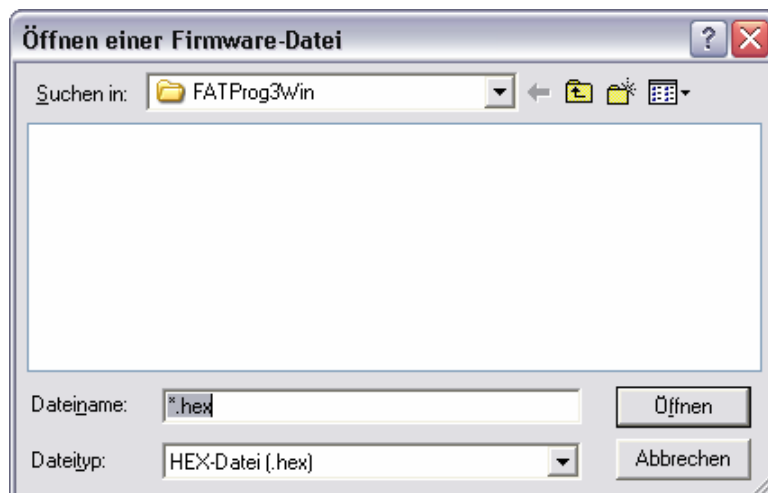 Öffnen einer Firmware-Datei
Suchen in: FATProg3Win
Dateiname: *.hex Öffnen
Dateityp: HEX-Datei (.hex) Abbrechen